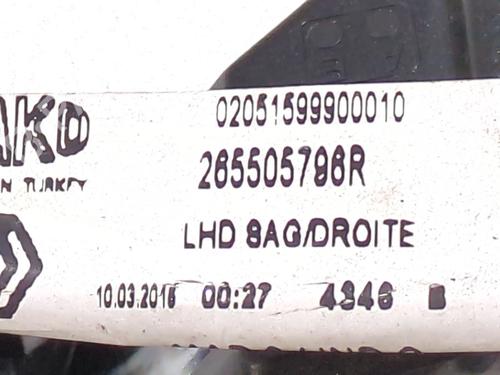 02051599900010
AKO
265505796R
N TURKEY
LHD SAG/DROITE
10.03.2016 00:27 4346 B